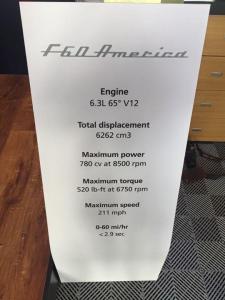 F60 America
Engine
6.3L 65° V12
Total displacement
6262 cm3
Maximum power
780 cv at 8500 rpm
Maximum torque
520 lb-ft at 6750 rpm
Maximum speed
211 mph
0-60 mi/hr
< 2.9 sec